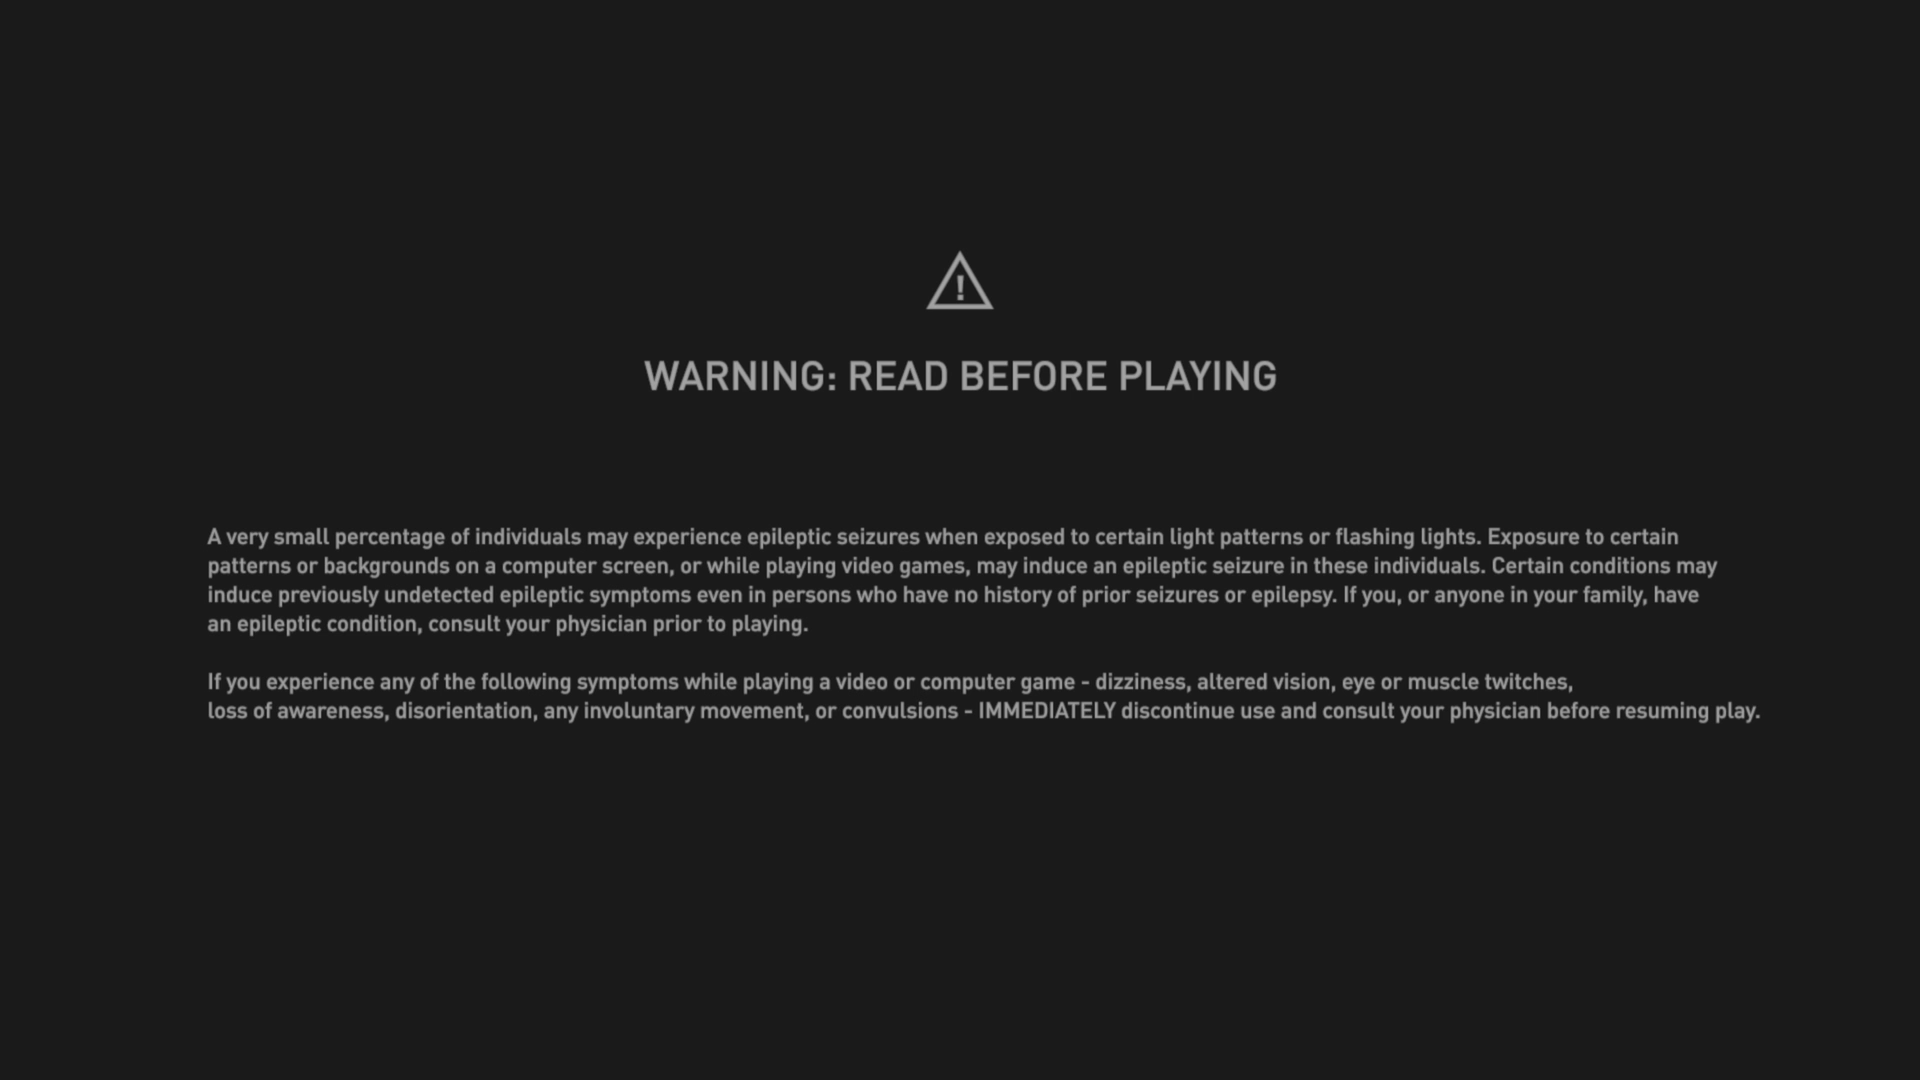 WARNING: READ BEFORE PLAYING
A very small percentage of individuals may experience epileptic seizures when exposed to certain light patterns or flashing lights. Exposure to certain
patterns or backgrounds on a computer screen, or while playing video games, may induce an epileptic seizure in these individuals. Certain conditions may
induce previously undetected epileptic symptoms even in persons who have no history of prior seizures or epilepsy. If you, or anyone in your family, have
an epileptic condition, consult your physician prior to playing.
If you experience any of the following symptoms while playing a video or computer game - dizziness, altered vision, eye or muscle twitches,
loss of awareness, disorientation, any involuntary movement, or convulsions - IMMEDIATELY discontinue use and consult your physician before resuming play.